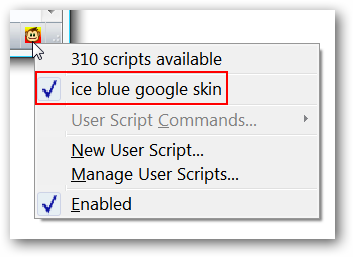 310 scripts available
ice blue google skin
User Script Commands...
New User Script...
Manage User Scripts...
Enabled